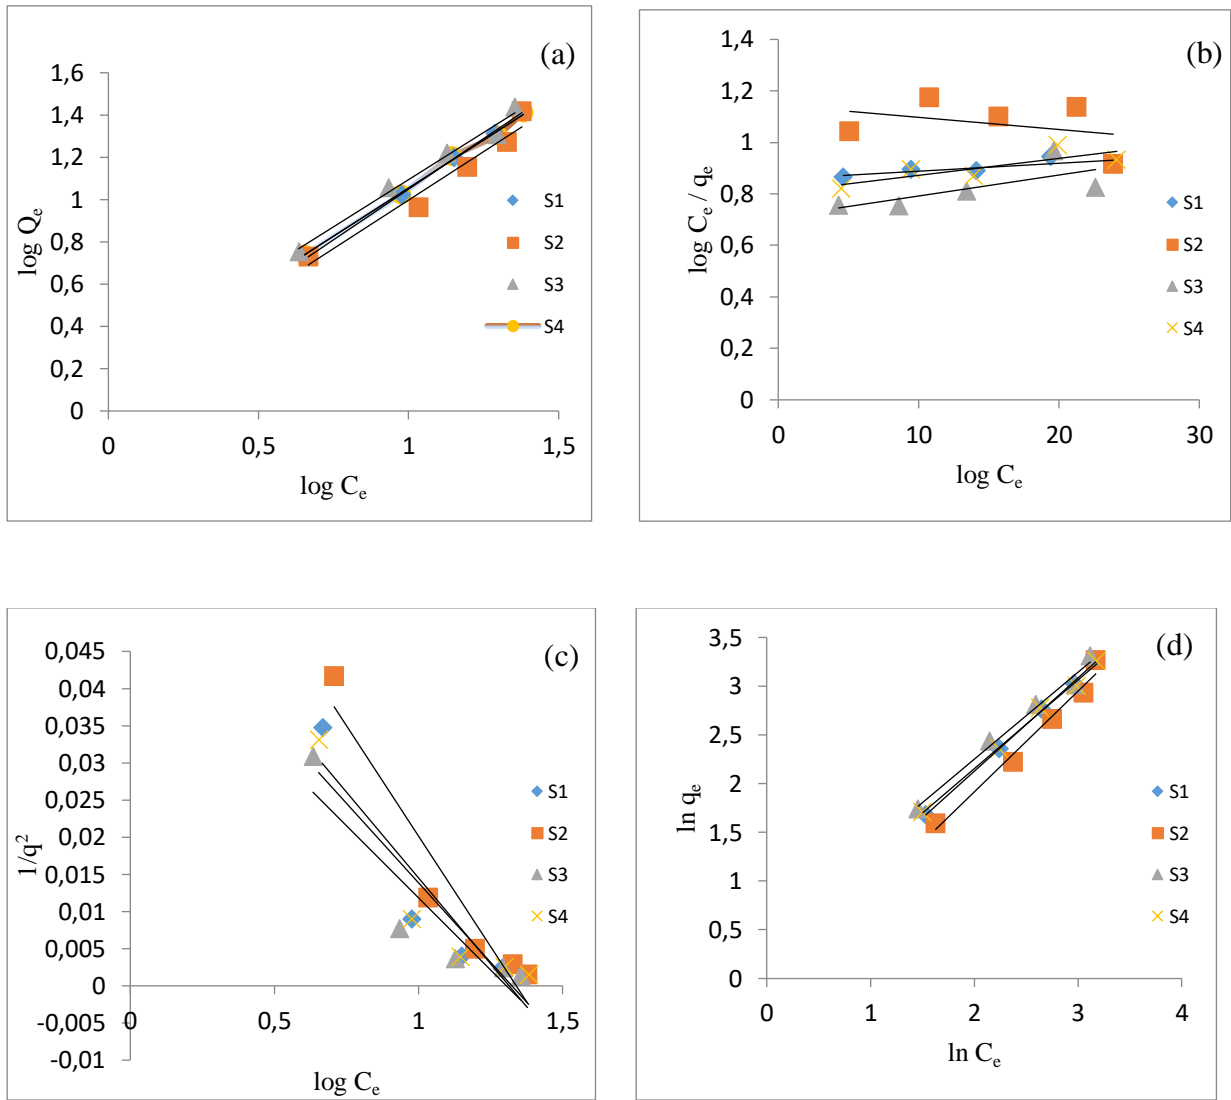 (a)
1,6
1,4
1,2
1
0,8
0,6
0,4
0,2
0
0
0,5
1
1,5
log Qe
log Ce
S1
S2
S3
S4
(b)
1,4
1,2
1
0,8
0,6
0,4
0,2
0
0
10
20
30
log Ce / qe
log Ce
S1
S2
S3
S4
(c)
0,045
0,04
0,035
0,03
0,025
0,02
0,015
0,01
0,005
0
-0,005
-0,01
0
0,5
1
1,5
1/q²
log Ce
S1
S2
S3
S4
(d)
3,5
3
2,5
2
1,5
1
0,5
0
0
1
2
3
4
ln qe
ln Ce
S1
S2
S3
S4